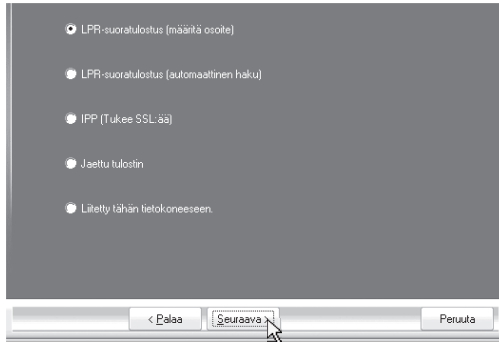 LPR-suoratulostus (määritä osoite)
LPR-suoratulostus (automaattinen haku)
IPP (Tukee SSL:ää)
Jaettu tulostin
Liitetty tähän tietokoneeseen.
< Palaa
Seuraava >
Peruuta